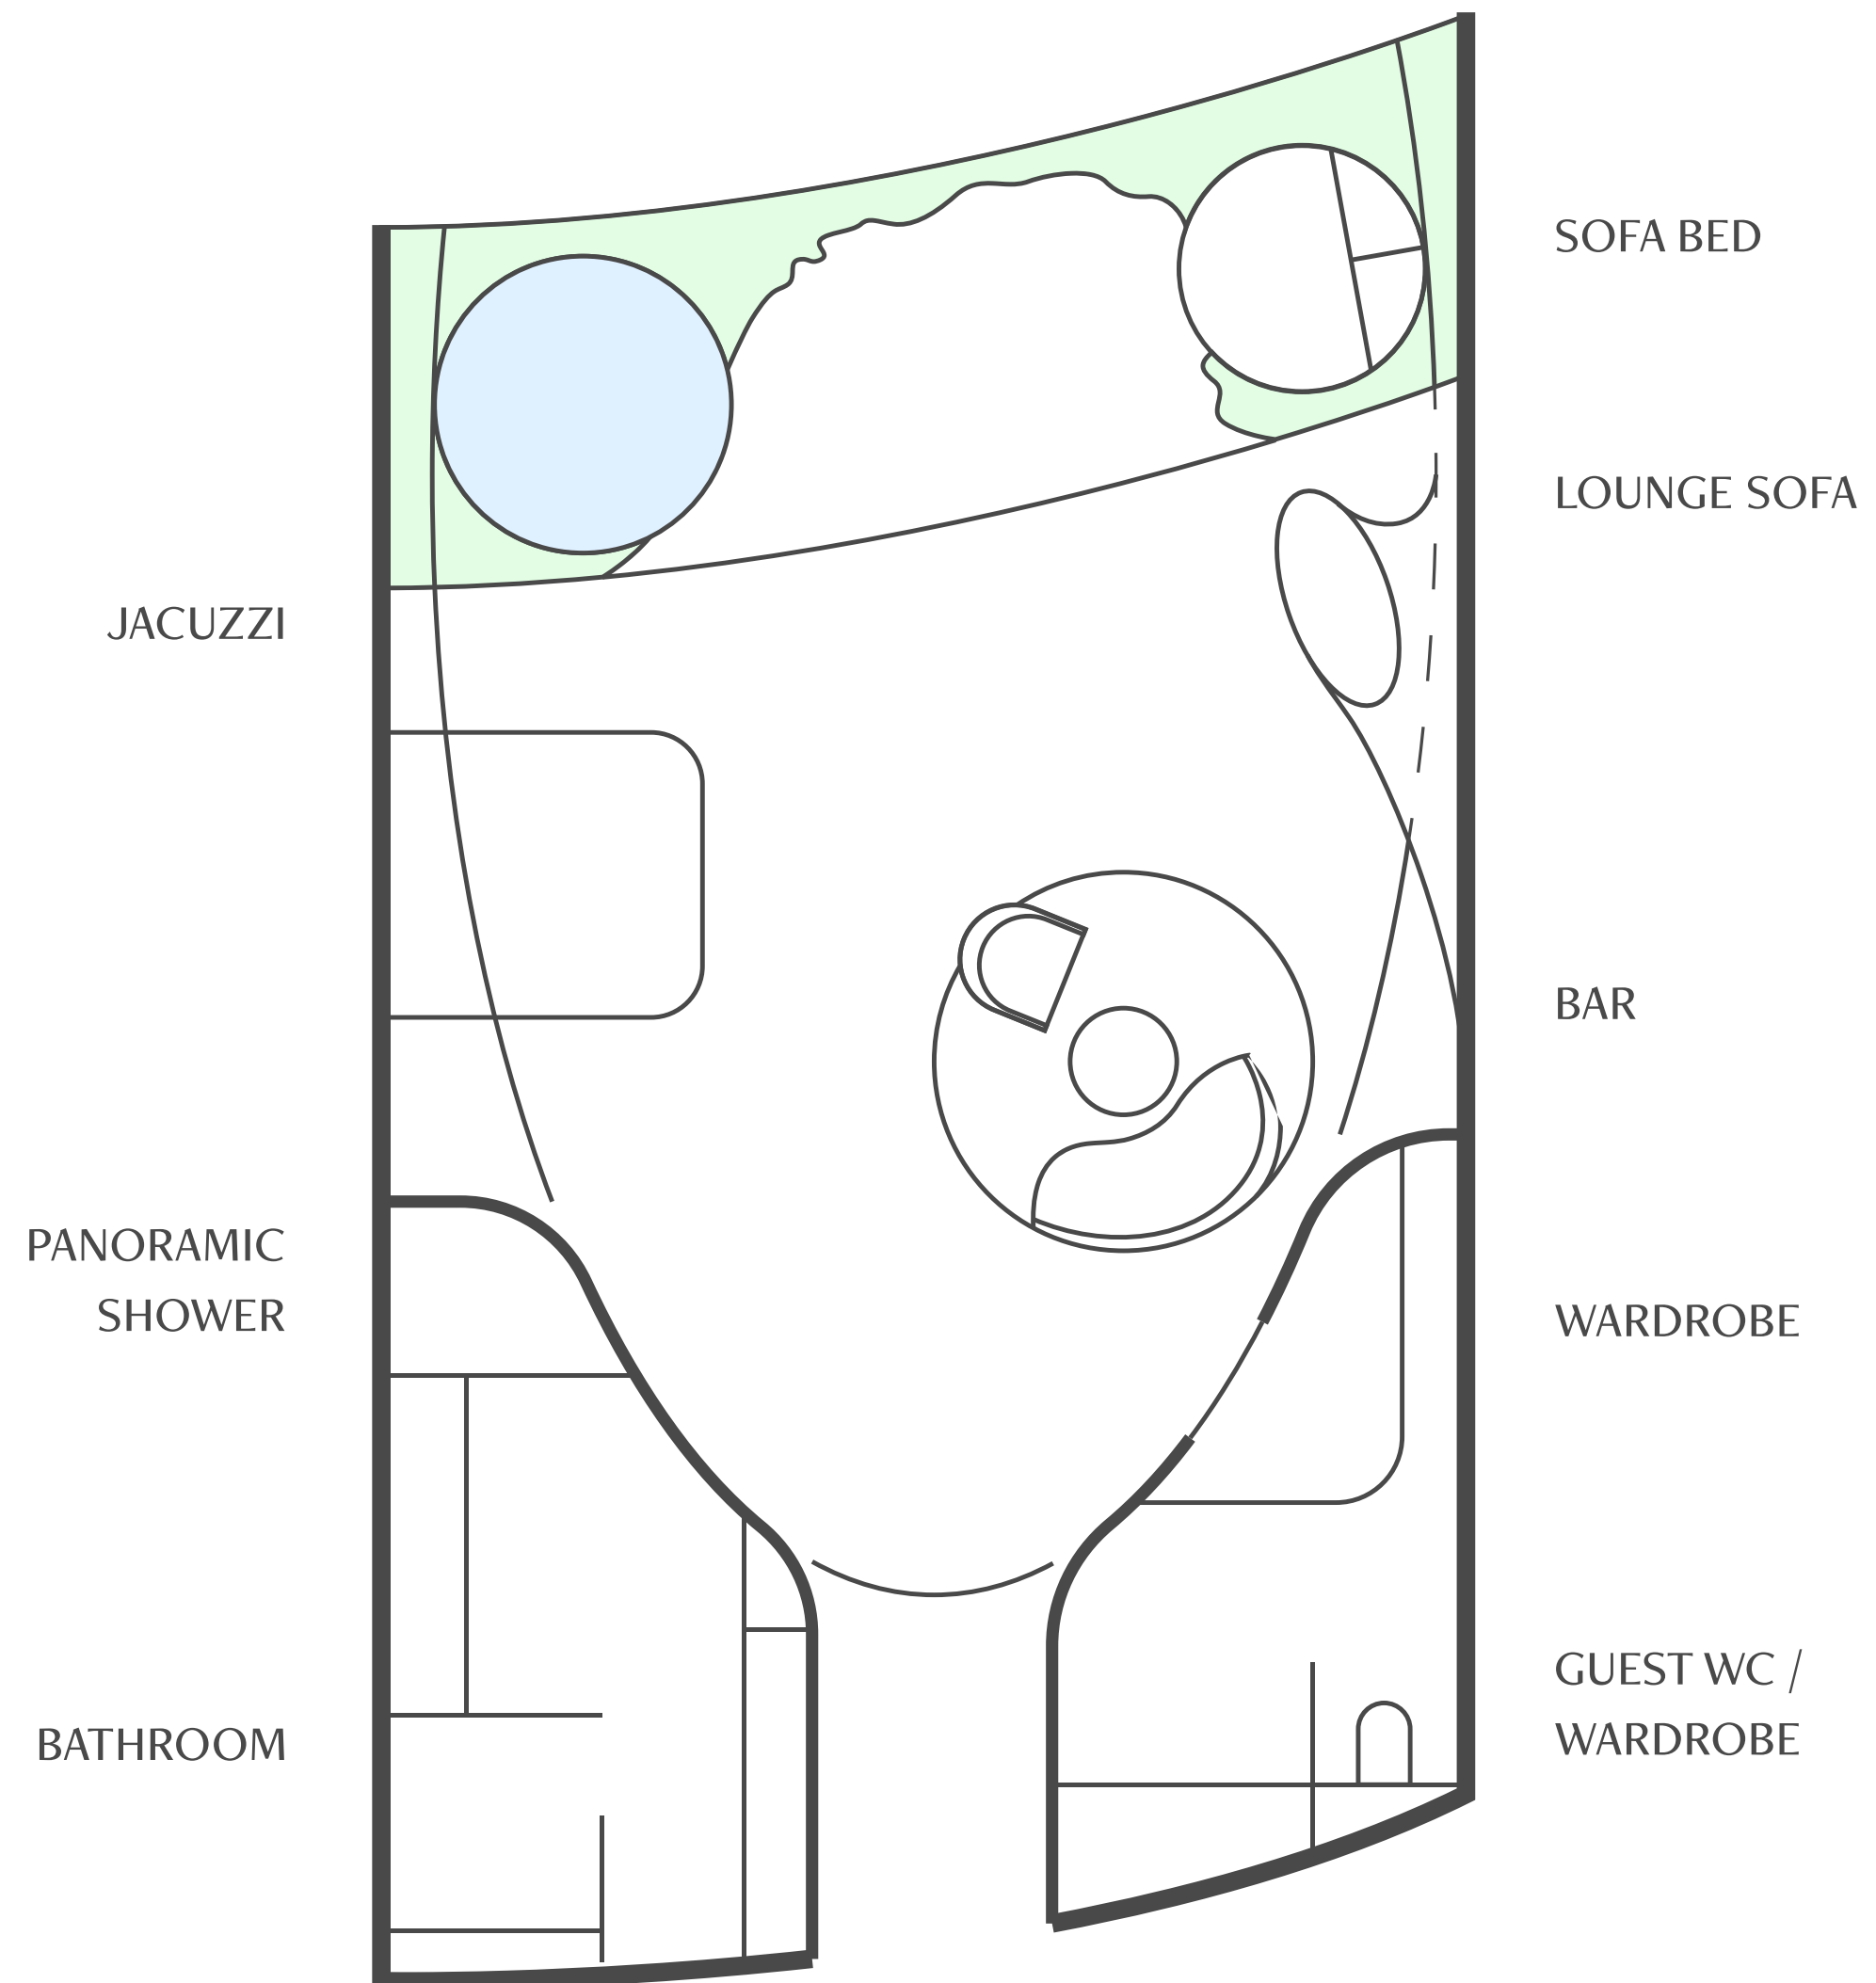 SOFA BED
LOUNGE SOFA
JACUZZI
BAR
PANORAMIC
SHOWER
WARDROBE
BATHROOM
GUEST WC /
WARDROBE